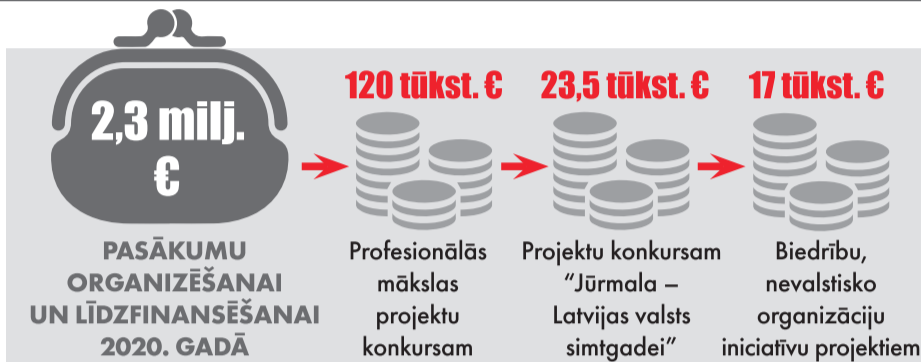 2,3 milj.
€
PASĀKUMU
ORGANIZĒŠANAI
UN LĪDZFINANSĒŠANAI
2020. GADĀ
120 tūkst. €
Profesionālās
mākslas
projektu
konkursam
23,5 tūkst. €
Projektu konkursam
“Jūrmala –
Latvijas valsts
simtgadei”
17 tūkst. €
Biedrību,
nevalstisko
organizāciju
iniciatīvu projektiem